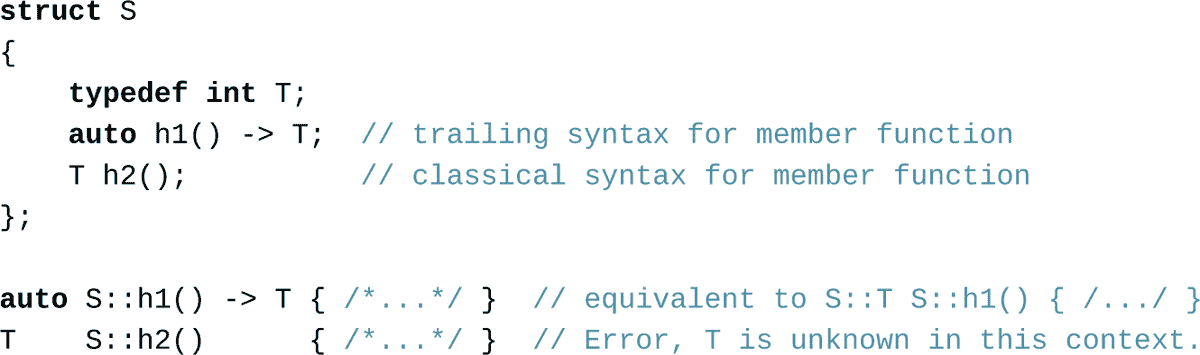 struct S
{
    typedef int T;
    auto h1() -> T;  // trailing syntax for member function
    T h2();          // classical syntax for member function
};

auto S::h1() -> T { /*...*/ }  // equivalent to S::T S::h1() { /.../ }
T    S::h2()      { /*...*/ }  // Error, T is unknown in this context.